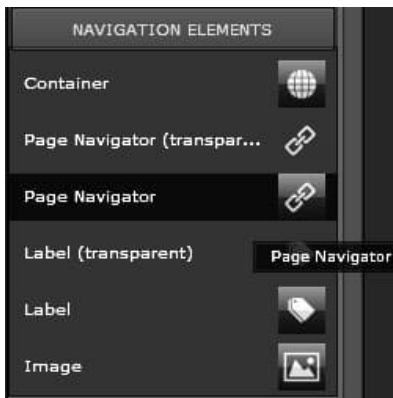 NAVIGATION ELEMENTS
Container
Page Navigator (transpar...
Page Navigator
Label (transparent)
Page Navigator
Label
Image